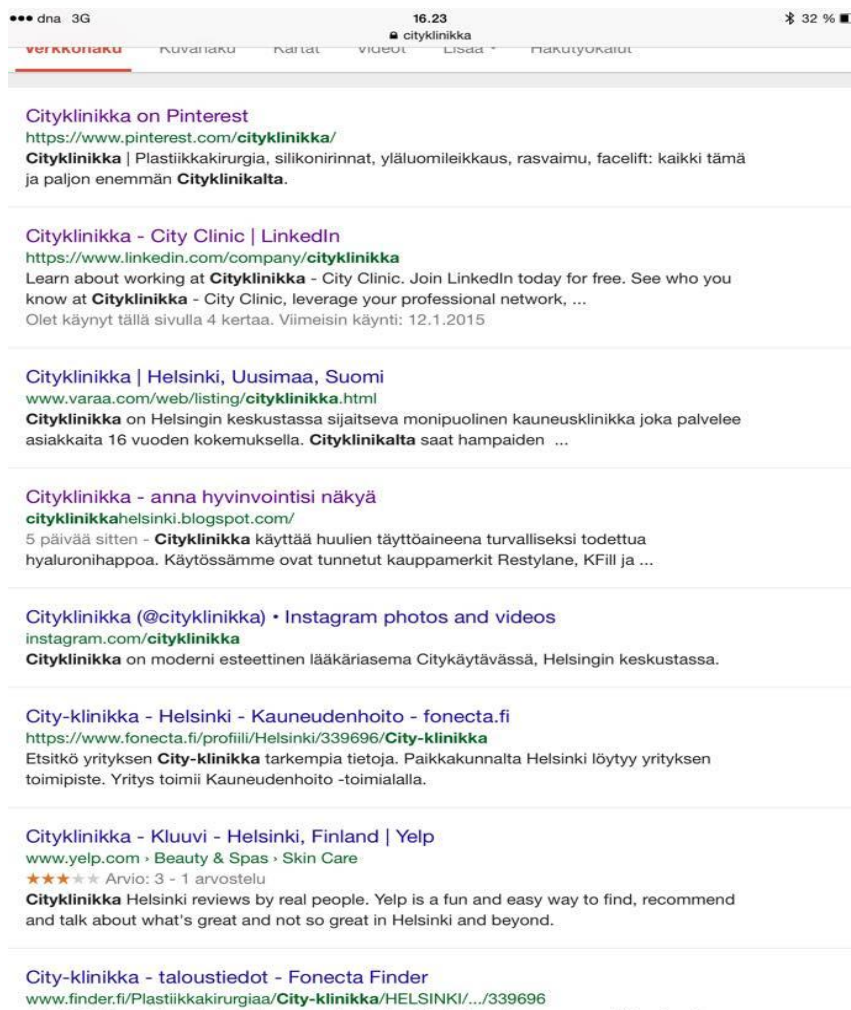 dna 3G 16.23 32 %
cityklinikka
Verkkohaku Kuvahaku Kartat Videot Lisää Hakutyökalut
Cityklinikka on Pinterest
https://www.pinterest.com/cityklinikka/
Cityklinikka | Plastiikkakirurgia, silikonirinnat, yläluomileikkaus, rasvaimu, facelift: kaikki tämä
ja paljon enemmän Cityklinikalta.
Cityklinikka - City Clinic | LinkedIn
https://www.linkedin.com/company/cityklinikka
Learn about working at Cityklinikka - City Clinic. Join LinkedIn today for free. See who you
know at Cityklinikka - City Clinic, leverage your professional network, ...
Olet käynyt tällä sivulla 4 kertaa. Viimeisin käynti: 12.1.2015
Cityklinikka | Helsinki, Uusimaa, Suomi
www.varaa.com/web/listing/cityklinikka.html
Cityklinikka on Helsingin keskustassa sijaitseva monipuolinen kauneusklinikka joka palvelee
asiakkaita 16 vuoden kokemuksella. Cityklinikalta saat hampaiden ...
Cityklinikka - anna hyvinvointisi näkyä
cityklinikkahelsinki.blogspot.com/
5 päivää sitten - Cityklinikka käyttää huulien täyttöaineena turvalliseksi todettua
hyaluronihappoa. Käytössämme ovat tunnetut kauppamerkit Restylane, KFill ja ...
Cityklinikka (@cityklinikka) • Instagram photos and videos
instagram.com/cityklinikka
Cityklinikka on moderni esteettinen lääkäriasema Citykäytävässä, Helsingin keskustassa.
City-klinikka - Helsinki - Kauneudenhoito - fonecta.fi
https://www.fonecta.fi/profiili/Helsinki/339696/City-klinikka
Etsitkö yrityksen City-klinikka tarkempia tietoja. Paikkakunnalta Helsinki löytyy yrityksen
toimipiste. Yritys toimii Kauneudenhoito -toimialalla.
Cityklinikka - Kluuvi - Helsinki, Finland | Yelp
www.yelp.com › Beauty & Spas › Skin Care
★★★★★ Arvio: 3 - 1 arvostelu
Cityklinikka Helsinki reviews by real people. Yelp is a fun and easy way to find, recommend
and talk about what's great and not so great in Helsinki and beyond.
City-klinikka - taloustiedot - Fonecta Finder
www.finder.fi/Plastiikkakirurgiaa/City-klinikka/HELSINKI/.../339696